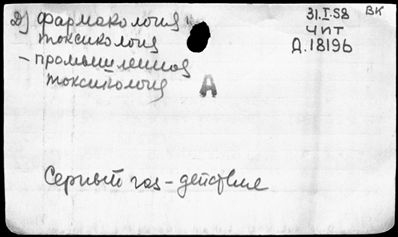 2) фармакология и
токсикология
- промышленная
токсикология
А
31.I.58
ВК
ЧИТ
Д.18196
Серный газ - действие